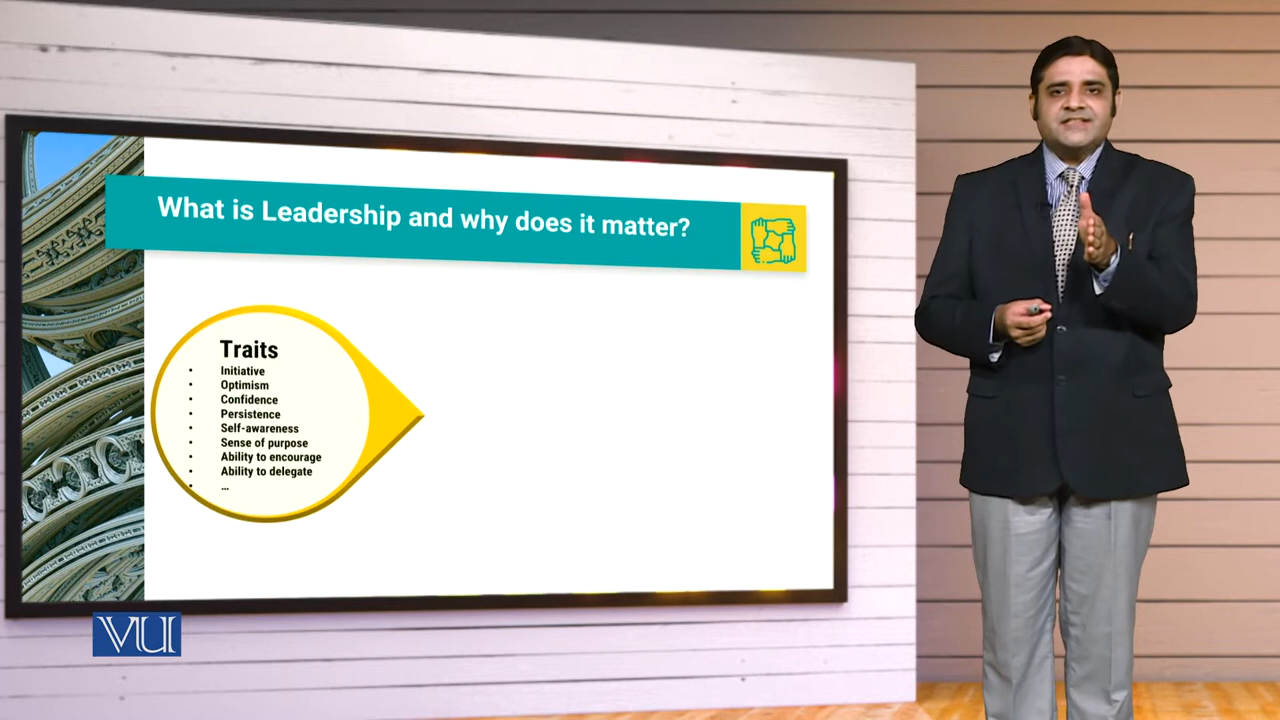 What is Leadership and why does it matter?
Traits
• Initiative
• Optimism
• Confidence
• Persistence
• Self-awareness
• Sense of purpose
• Ability to encourage
• Ability to delegate
• ...
VU